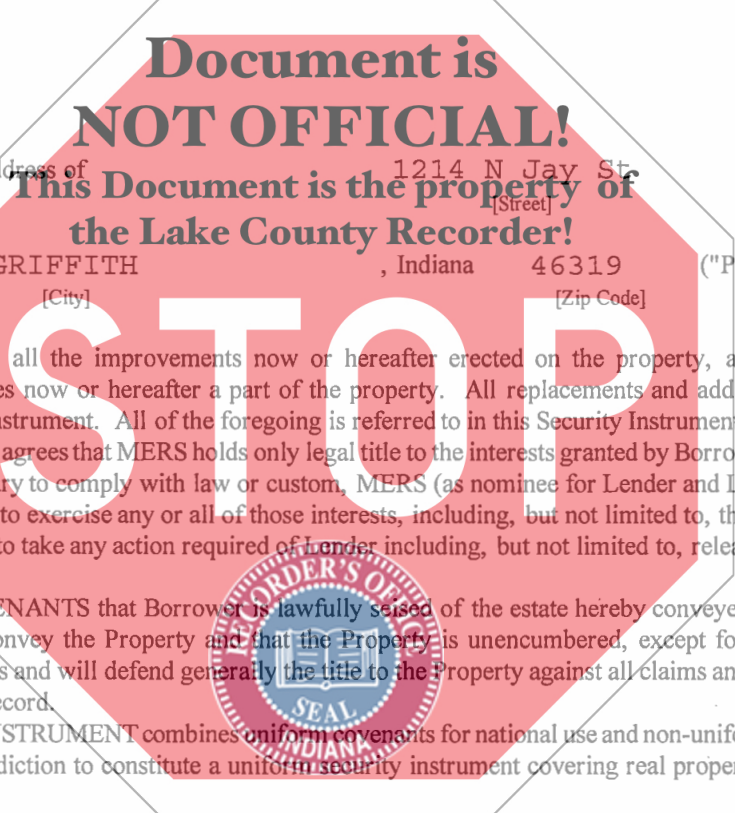 Document is
NOT OFFICIAL!
ddress of 1214 N Jay St
This Document is the property of
[Street]
the Lake County Recorder!
GRIFFITH , Indiana 46319 ("P
[City] [Zip Code]
STOP
all the improvements now or hereafter erected on the property, a
es now or hereafter a part of the property. All replacements and add
nstrument. All of the foregoing is referred to in this Security Instrument
agrees that MERS holds only legal title to the interests granted by Borro
ry to comply with law or custom, MERS (as nominee for Lender and L
to exercise any or all of those interests, including, but not limited to, th
to take any action required of Lender including, but not limited to, relea
ENANTS that Borrower is lawfully seised of the estate hereby conveye
onvey the Property and that the Property is unencumbered, except fo
s and will defend generally the title to the Property against all claims an
ecord.
NSTRUMENT combines uniform covenants for national use and non-unifo
diction to constitute a uniform security instrument covering real proper
RECORDER'S OFFICE
SEAL
INDIANA